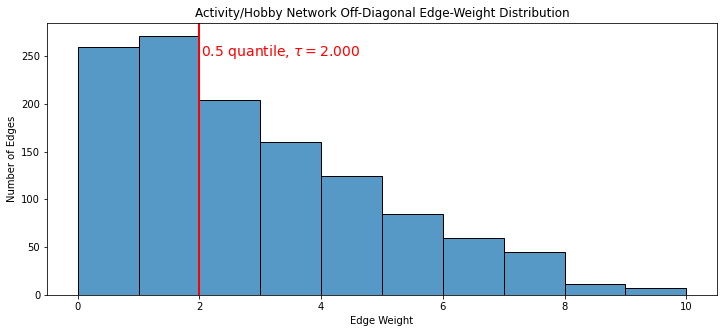 Activity/Hobby Network Off-Diagonal Edge-Weight Distribution
0.5 quantile, τ = 2.000
Number of Edges
250
200
150
100
50
0
0 2 4 6 8 10
Edge Weight